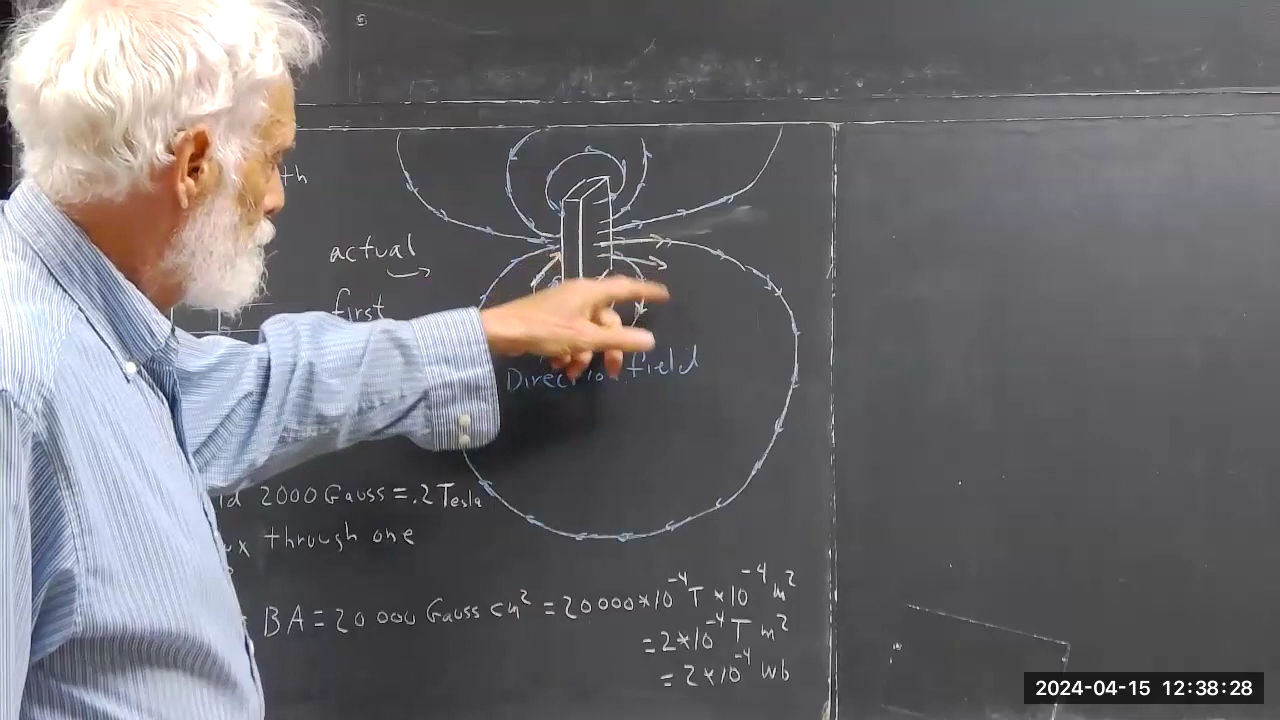 th
actual
first
Direction field
2000 Gauss = .2 Tesla
through one
BA = 20 000 Gauss cm² = 20000*10⁻⁴ T * 10⁻⁴ m²
= 2*10⁻⁴ T m²
= 2*10⁻⁴ Wb
2024-04-15 12:38:28